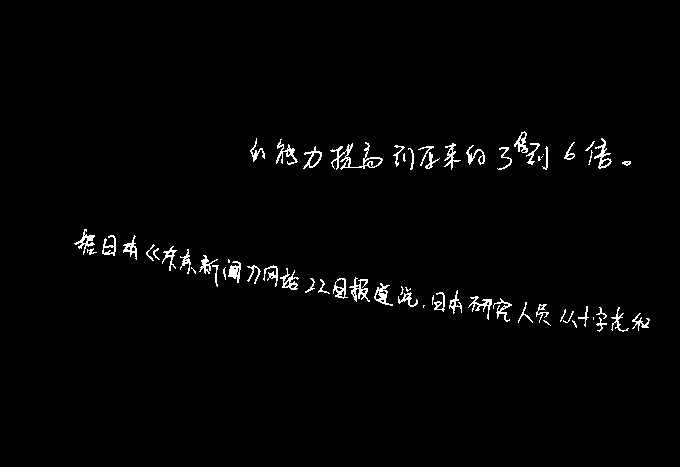 的能力提高到原来的3倍到6倍。
据日本《东京新闻》网站22日报道说,日本研究人员从十字花和